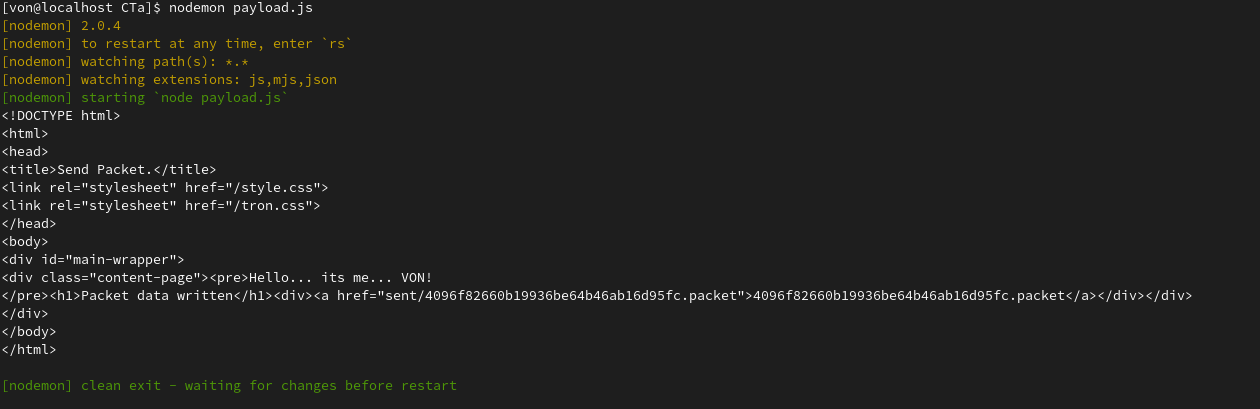 [von@localhost CTa]$ nodemon payload.js
[nodemon] 2.0.4
[nodemon] to restart at any time, enter `rs`
[nodemon] watching path(s): *.*
[nodemon] watching extensions: js,mjs,json
[nodemon] starting `node payload.js`
<!DOCTYPE html>
<html>
<head>
<title>Send Packet.</title>
<link rel="stylesheet" href="/style.css">
<link rel="stylesheet" href="/tron.css">
</head>
<body>
<div id="main-wrapper">
<div class="content-page"><pre>Hello... its me... VON!
</pre><h1>Packet data written</h1><div><a href="sent/4096f82660b19936be64b46ab16d95fc.packet">4096f82660b19936be64b46ab16d95fc.packet</a></div></div>
</div>
</body>
</html>
[nodemon] clean exit - waiting for changes before restart